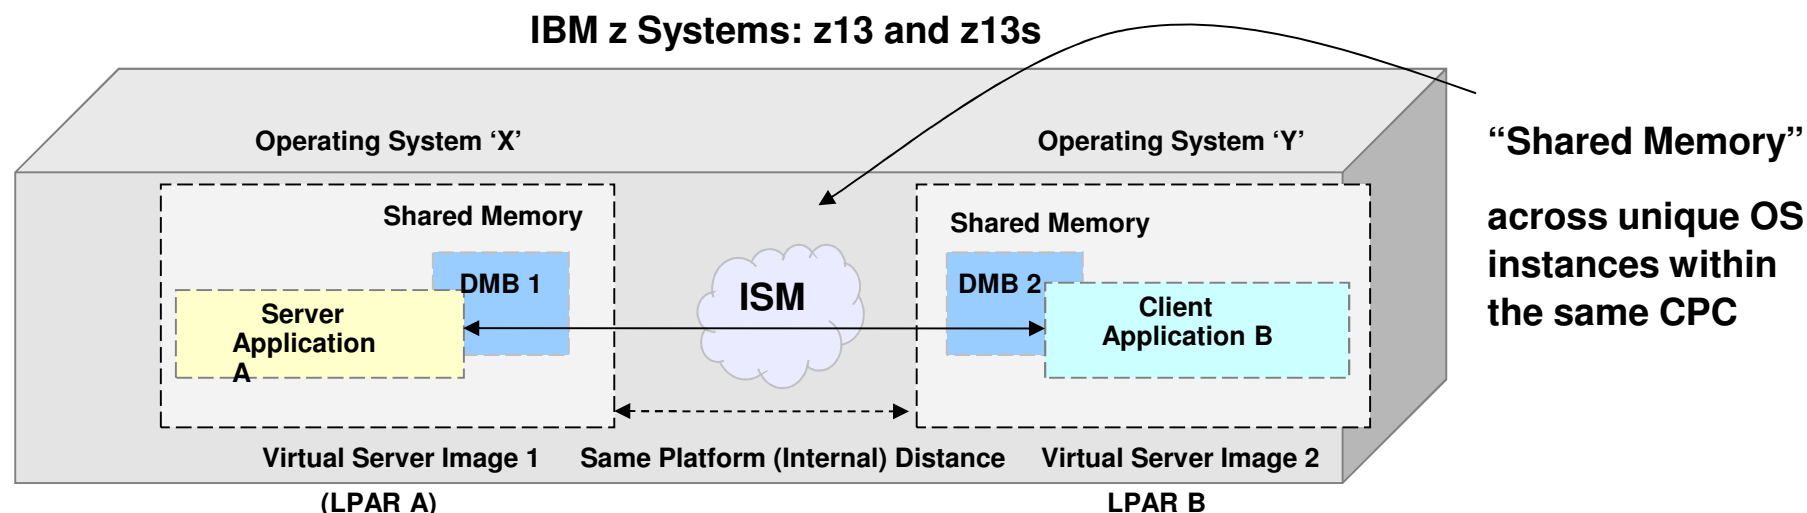 IBM z Systems: z13 and z13s
Operating System ‘X’
Operating System ‘Y’
“Shared Memory”
across unique OS
instances within
the same CPC
Shared Memory
Shared Memory
DMB 1
ISM
DMB 2
Server
Application
A
Client
Application B
Virtual Server Image 1
Same Platform (Internal) Distance
Virtual Server Image 2
(LPAR A)
LPAR B